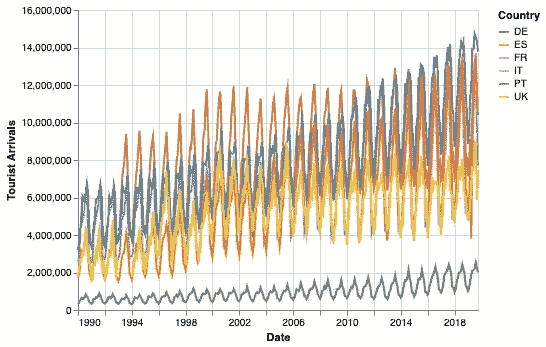 16,000,000
14,000,000
12,000,000
10,000,000
8,000,000
6,000,000
4,000,000
2,000,000
0
Tourist Arrivals
1990 1994 1998 2002 2006 2010 2014 2018
Date
Country
DE
ES
FR
IT
PT
UK